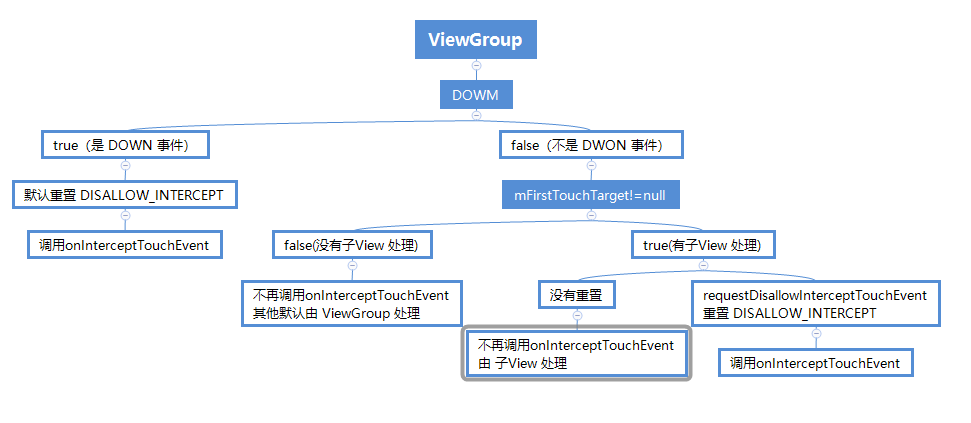 ViewGroup
DOWM
true（是 DOWN 事件）
false（不是 DWON 事件）
默认重置 DISALLOW_INTERCEPT
mFirstTouchTarget!=null
调用onInterceptTouchEvent
false(没有子View 处理)
true(有子View 处理)
不再调用onInterceptTouchEvent
其他默认由 ViewGroup 处理
没有重置
requestDisallowInterceptTouchEvent
重置 DISALLOW_INTERCEPT
不再调用onInterceptTouchEvent
由 子View 处理
调用onInterceptTouchEvent